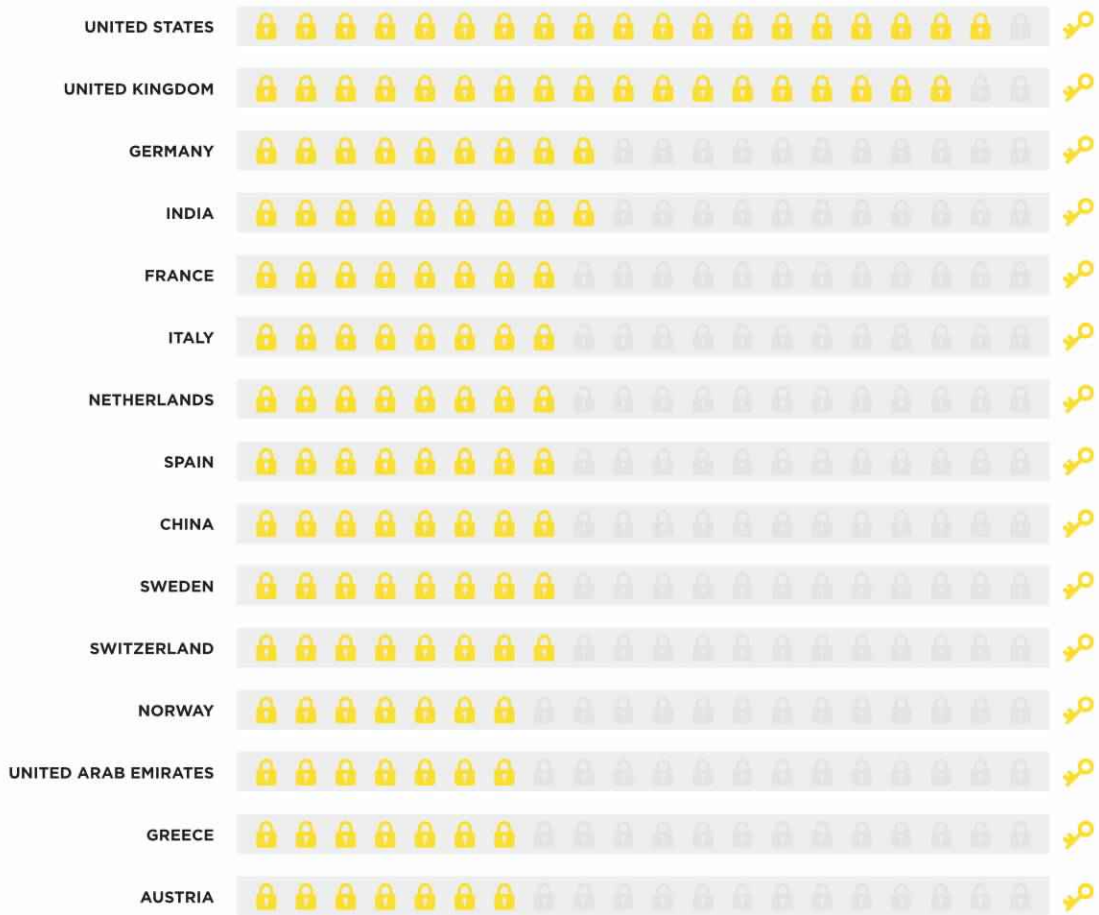 UNITED STATES
UNITED KINGDOM
GERMANY
INDIA
FRANCE
ITALY
NETHERLANDS
SPAIN
CHINA
SWEDEN
SWITZERLAND
NORWAY
UNITED ARAB EMIRATES
GREECE
AUSTRIA